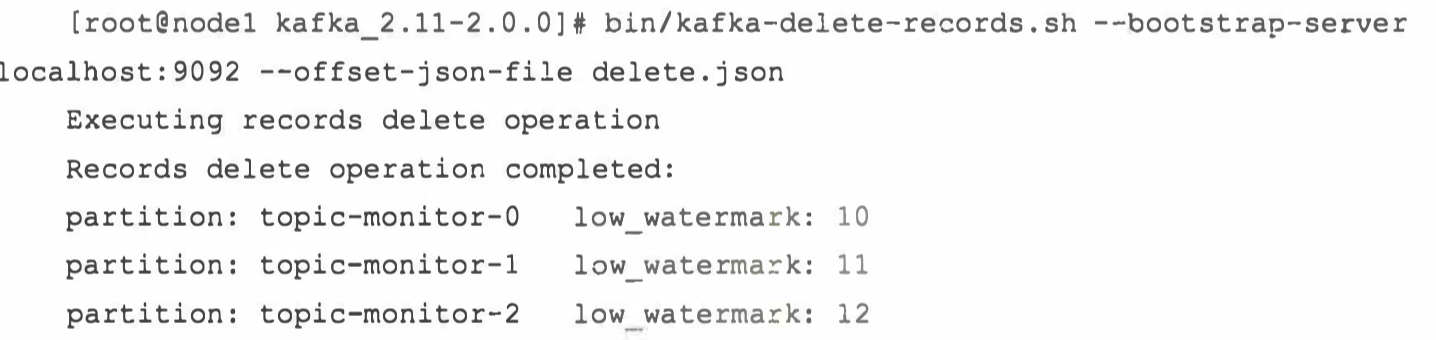 [root@node1 kafka_2.11-2.0.0]# bin/kafka-delete-records.sh --bootstrap-server
localhost:9092 --offset-json-file delete.json
Executing records delete operation
Records delete operation completed:
partition: topic-monitor-0 low_watermark: 10
partition: topic-monitor-1 low_watermark: 11
partition: topic-monitor-2 low_watermark: 12